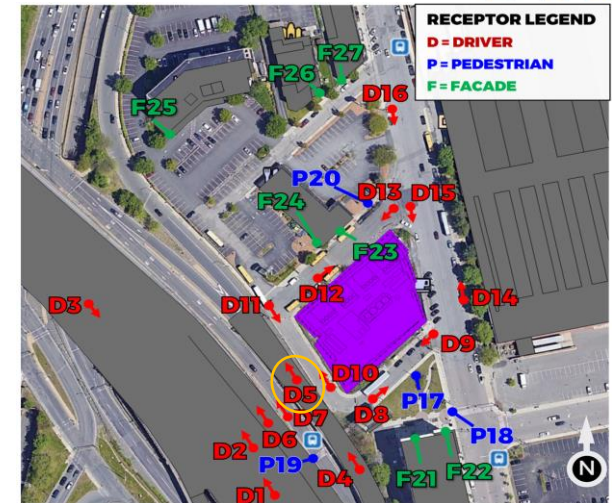 RECEPTOR LEGEND
D = DRIVER
P = PEDESTRIAN
F = FACADE
F27
F26
D16
F25
P20
D13
D15
F24
F23
D12
D3
D11
D14
D9
D10
D5
D8
P17
D7
D6
P18
D2
P19
D4
F21
F22
D1
N